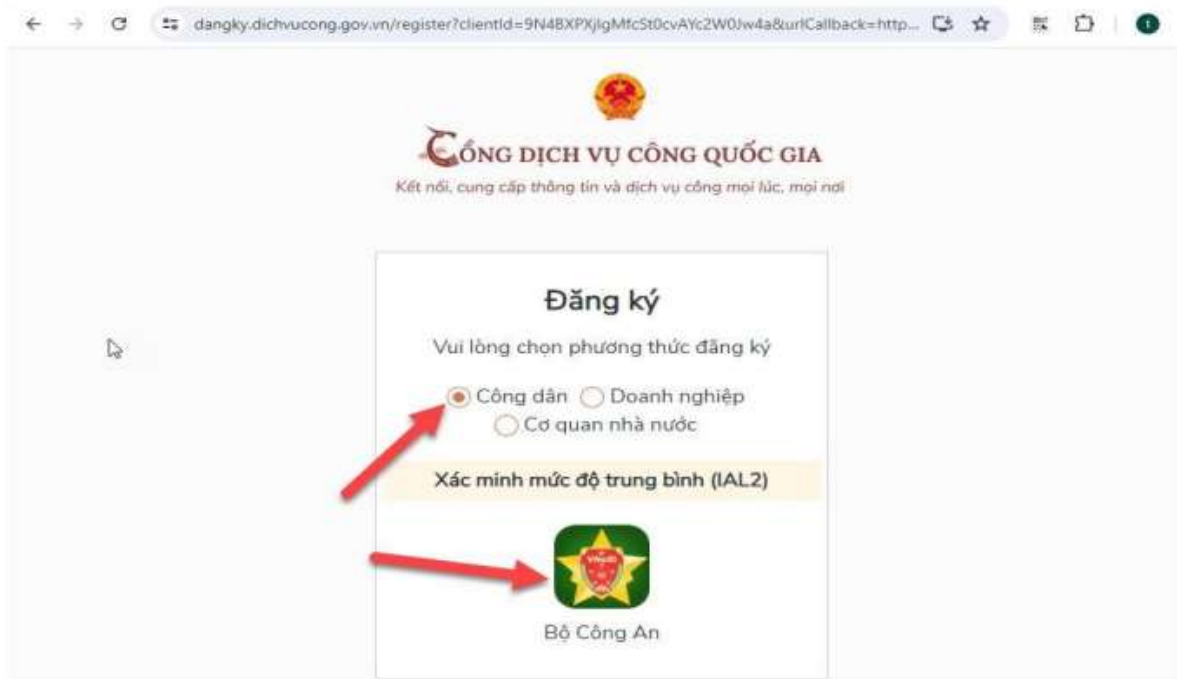 dangky.dichvucong.gov.vn/register?clientId=9N4BXPXjlgMfcSt0cvAYc2W0Jw4a&urlCallback=http...
CỔNG DỊCH VỤ CÔNG QUỐC GIA
Kết nối, cung cấp thông tin và dịch vụ công mọi lúc, mọi nơi
Đăng ký
Vui lòng chọn phương thức đăng ký
Công dân Doanh nghiệp
Cơ quan nhà nước
Xác minh mức độ trung bình (IAL2)
VNeID
Bộ Công An